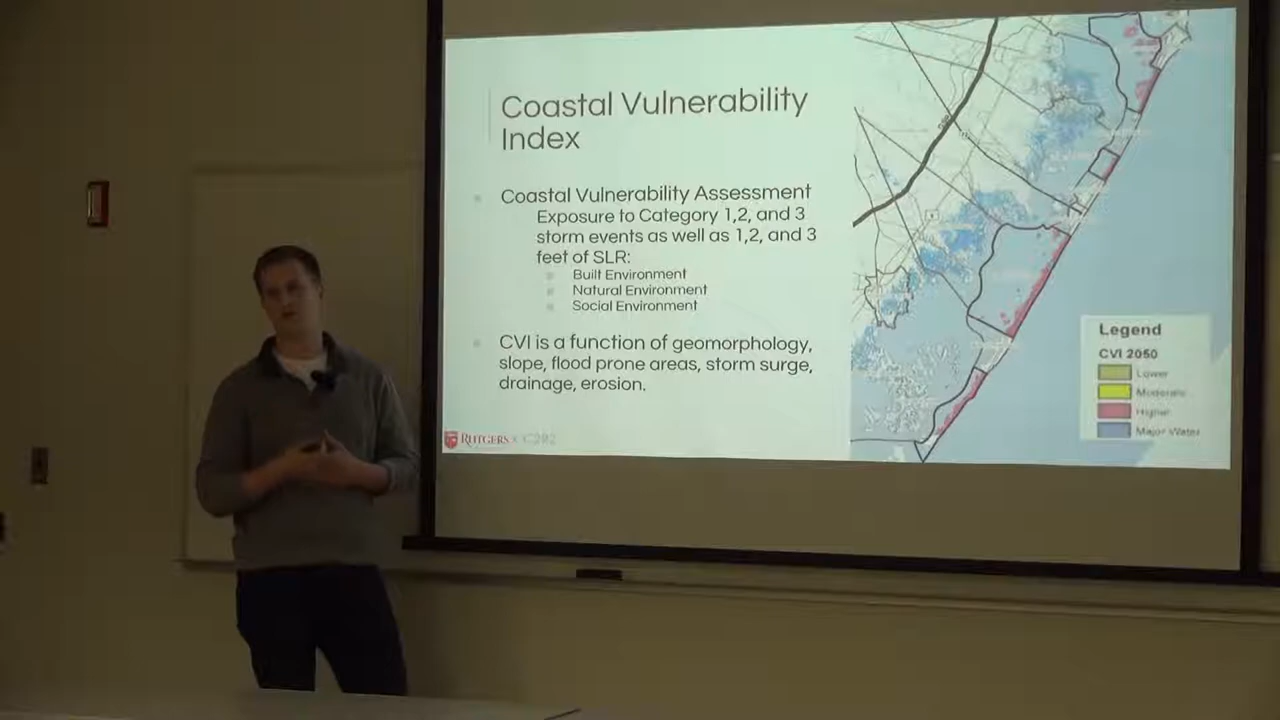 Coastal Vulnerability
Index
Coastal Vulnerability Assessment
Exposure to Category 1,2, and 3
storm events as well as 1,2, and 3
feet of SLR:
Built Environment
Natural Environment
Social Environment
CVI is a function of geomorphology,
slope, flood prone areas, storm surge,
drainage, erosion.
RUTGERS
Legend
CVI 2050
Lower
Moderate
Higher
Major Water